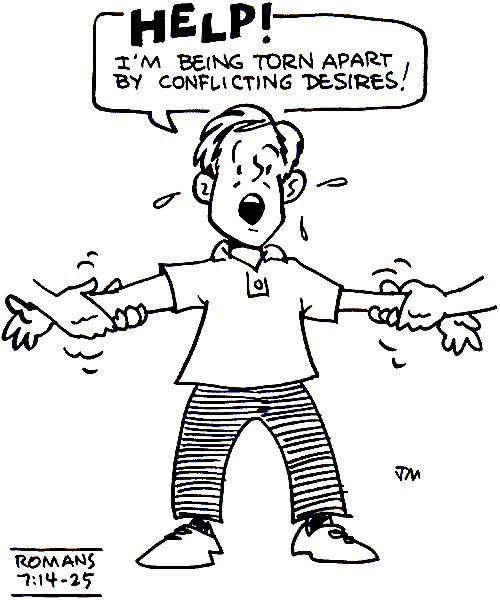 HELP!
I'M BEING TORN APART
BY CONFLICTING DESIRES!
JM
ROMANS
7:14-25